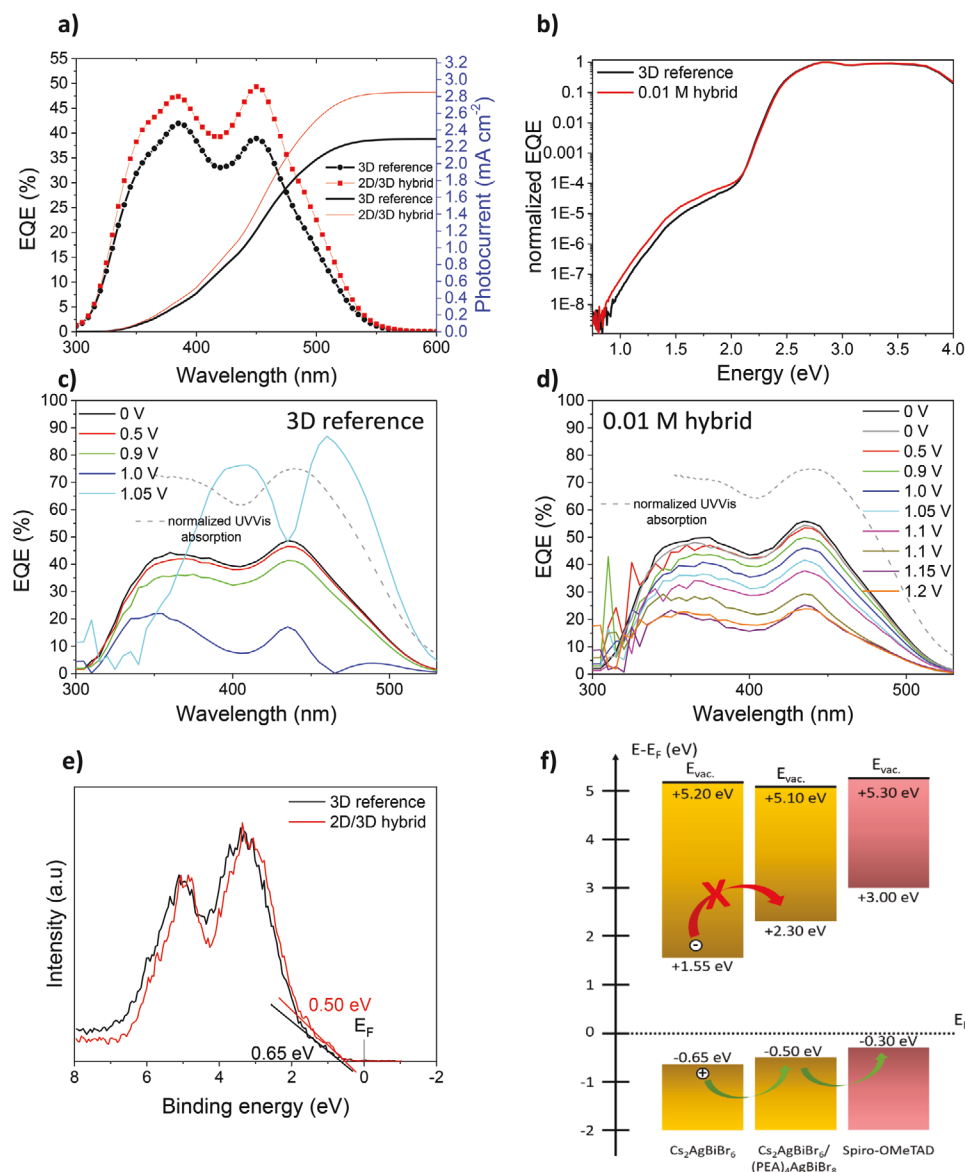 a)
55
50
45
40
35
30
25
20
15
10
5
0
EQE (%)
3.2
3.0
2.8
2.6
2.4
2.2
2.0
1.8
1.6
1.4
1.2
1.0
0.8
0.6
0.4
0.2
0.0
Photocurrent (mA cm⁻²)
3D reference
2D/3D hybrid
3D reference
2D/3D hybrid
300 400 500 600
Wavelength (nm)
b)
3D reference
0.01 M hybrid
1
0.1
0.01
0.001
1E-4
1E-5
1E-6
1E-7
1E-8
normalized EQE
1.0 1.5 2.0 2.5 3.0 3.5 4.0
Energy (eV)
c)
3D reference
100
90
80
70
60
50
40
30
20
10
0
EQE (%)
0 V
0.5 V
0.9 V
1.0 V
1.05 V
normalized UVVis
absorption
300 400 500
Wavelength (nm)
d)
0.01 M hybrid
100
90
80
70
60
50
40
30
20
10
0
EQE (%)
0 V
0 V
0.5 V
0.9 V
1.0 V
1.05 V
1.1 V
1.1 V
1.15 V
1.2 V
normalized UVVis
absorption
300 400 500
Wavelength (nm)
e)
3D reference
2D/3D hybrid
Intensity (a.u)
0.50 eV
E_F
0.65 eV
8 6 4 2 0 -2
Binding energy (eV)
f)
E-E_F (eV)
E_vac. E_vac. E_vac.
+5.20 eV +5.10 eV +5.30 eV
5
4
3
2
1
0
-1
-2
X
+3.00 eV
+2.30 eV
-
+1.55 eV
-0.65 eV -0.50 eV -0.30 eV
+
Cs₂AgBiBr₆ Cs₂AgBiBr₆/ Spiro-OMeTAD
(PEA)₄AgBiBr₈